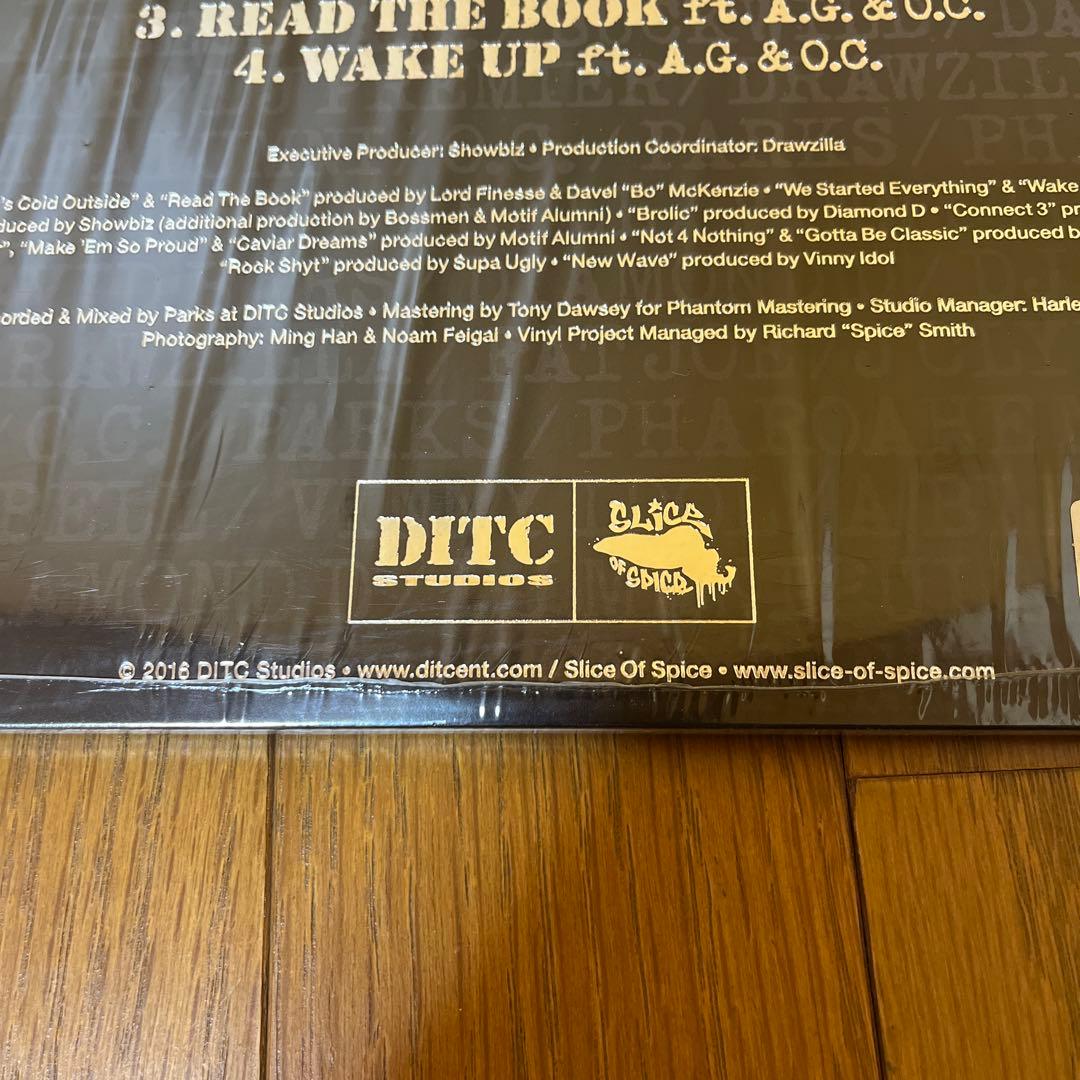 3. READ THE BOOK ft. A.G. & O.C.
4. WAKE UP ft. A.G. & O.C.
PREMIER/ DRAWZILL
O.C./PARKS/PH
Executive Producer: Showbiz • Production Coordinator: Drawzilla
's Cold Outside" & "Read The Book" produced by Lord Finesse & Davel "Bo" McKenzie • "We Started Everything" & "Wake
duced by Showbiz (additional production by Bossmen & Motif Alumni) • "Brolic" produced by Diamond D • "Connect 3" pr
", "Make 'Em So Proud" & "Caviar Dreams" produced by Motif Alumni • "Not 4 Nothing" & "Gotta Be Classic" produced b
"Rock Shyt" produced by Supa Ugly • "New Wave" produced by Vinny Idol
orded & Mixed by Parks at DITC Studios • Mastering by Tony Dawsey for Phantom Mastering • Studio Manager: Harle
Photography: Ming Han & Noam Feigal • Vinyl Project Managed by Richard "Spice" Smith
/O.C./PARKS/PHAROAHE
DITC
STUDIOS
SLICE
OF SPICE
© 2016 DITC Studios • www.ditcent.com / Slice Of Spice • www.slice-of-spice.com